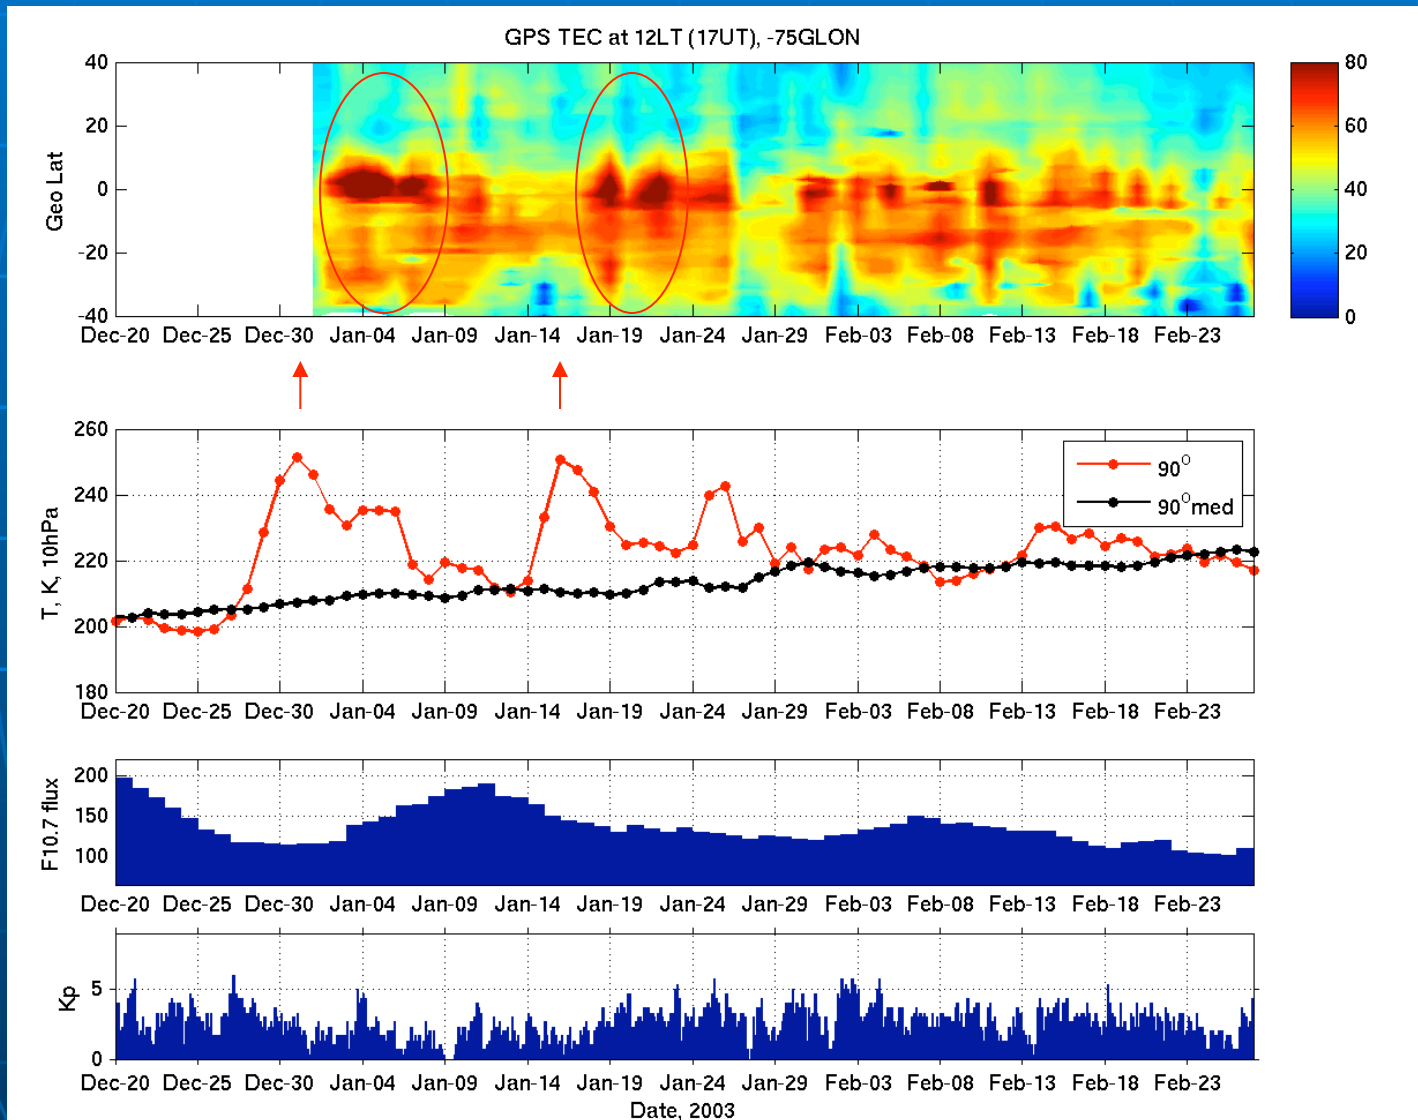 GPS TEC at 12LT (17UT), -75GLON
Geo Lat
40
20
0
-20
-40
Dec-20 Dec-25 Dec-30 Jan-04 Jan-09 Jan-14 Jan-19 Jan-24 Jan-29 Feb-03 Feb-08 Feb-13 Feb-18 Feb-23
80
60
40
20
0
T, K, 10hPa
260
240
220
200
180
90⁰
90⁰med
Dec-20 Dec-25 Dec-30 Jan-04 Jan-09 Jan-14 Jan-19 Jan-24 Jan-29 Feb-03 Feb-08 Feb-13 Feb-18 Feb-23
F10.7 flux
200
150
100
Dec-20 Dec-25 Dec-30 Jan-04 Jan-09 Jan-14 Jan-19 Jan-24 Jan-29 Feb-03 Feb-08 Feb-13 Feb-18 Feb-23
Kp
5
0
Dec-20 Dec-25 Dec-30 Jan-04 Jan-09 Jan-14 Jan-19 Jan-24 Jan-29 Feb-03 Feb-08 Feb-13 Feb-18 Feb-23
Date, 2003